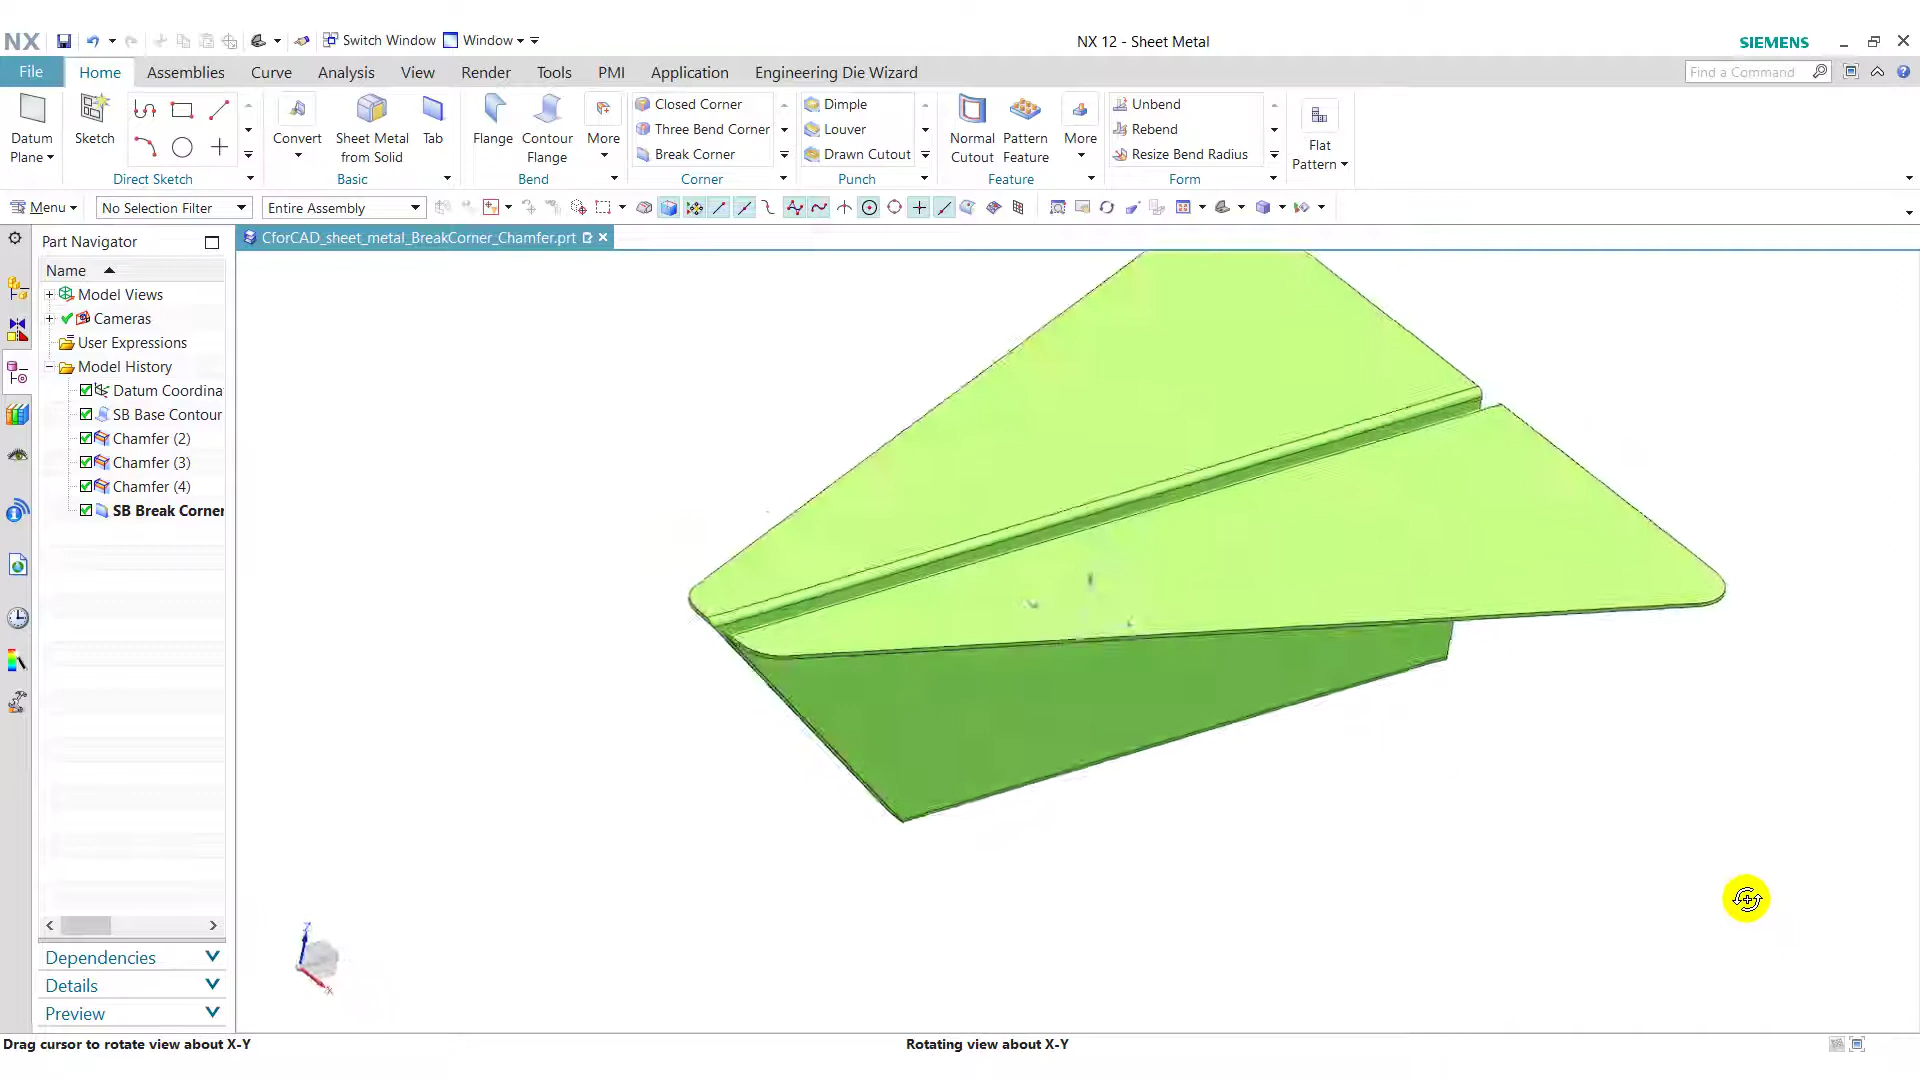 NX
Switch Window
Window
NX 12 - Sheet Metal
SIEMENS
File
Home
Assemblies
Curve
Analysis
View
Render
Tools
PMI
Application
Engineering Die Wizard
Find a Command
Datum
Plane
Sketch
Direct Sketch
Convert
Sheet Metal
from Solid
Tab
Basic
Flange
Contour
Flange
More
Bend
Closed Corner
Three Bend Corner
Break Corner
Corner
Dimple
Louver
Drawn Cutout
Punch
Normal
Cutout
Pattern
Feature
More
Feature
Unbend
Rebend
Resize Bend Radius
Form
Flat
Pattern
Menu
No Selection Filter
Entire Assembly
Part Navigator
CforCAD_sheet_metal_BreakCorner_Chamfer.prt
Name
Model Views
Cameras
User Expressions
Model History
Datum Coordina
SB Base Contour
Chamfer (2)
Chamfer (3)
Chamfer (4)
SB Break Corner
Z
X
Dependencies
Details
Preview
Drag cursor to rotate view about X-Y
Rotating view about X-Y